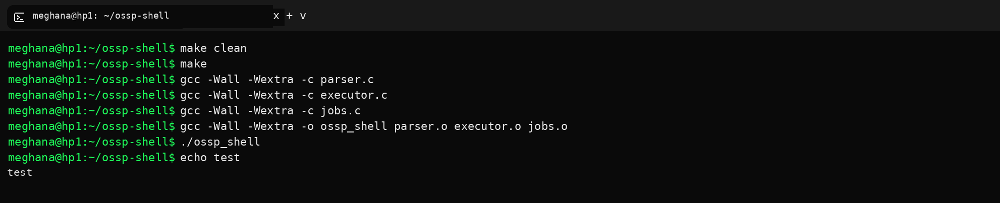 meghana@hp1: ~/ossp-shell x + v
meghana@hp1:~/ossp-shell$ make clean
meghana@hp1:~/ossp-shell$ make
meghana@hp1:~/ossp-shell$ gcc -Wall -Wextra -c parser.c
meghana@hp1:~/ossp-shell$ gcc -Wall -Wextra -c executor.c
meghana@hp1:~/ossp-shell$ gcc -Wall -Wextra -c jobs.c
meghana@hp1:~/ossp-shell$ gcc -Wall -Wextra -o ossp_shell parser.o executor.o jobs.o
meghana@hp1:~/ossp-shell$ ./ossp_shell
meghana@hp1:~/ossp-shell$ echo test
test